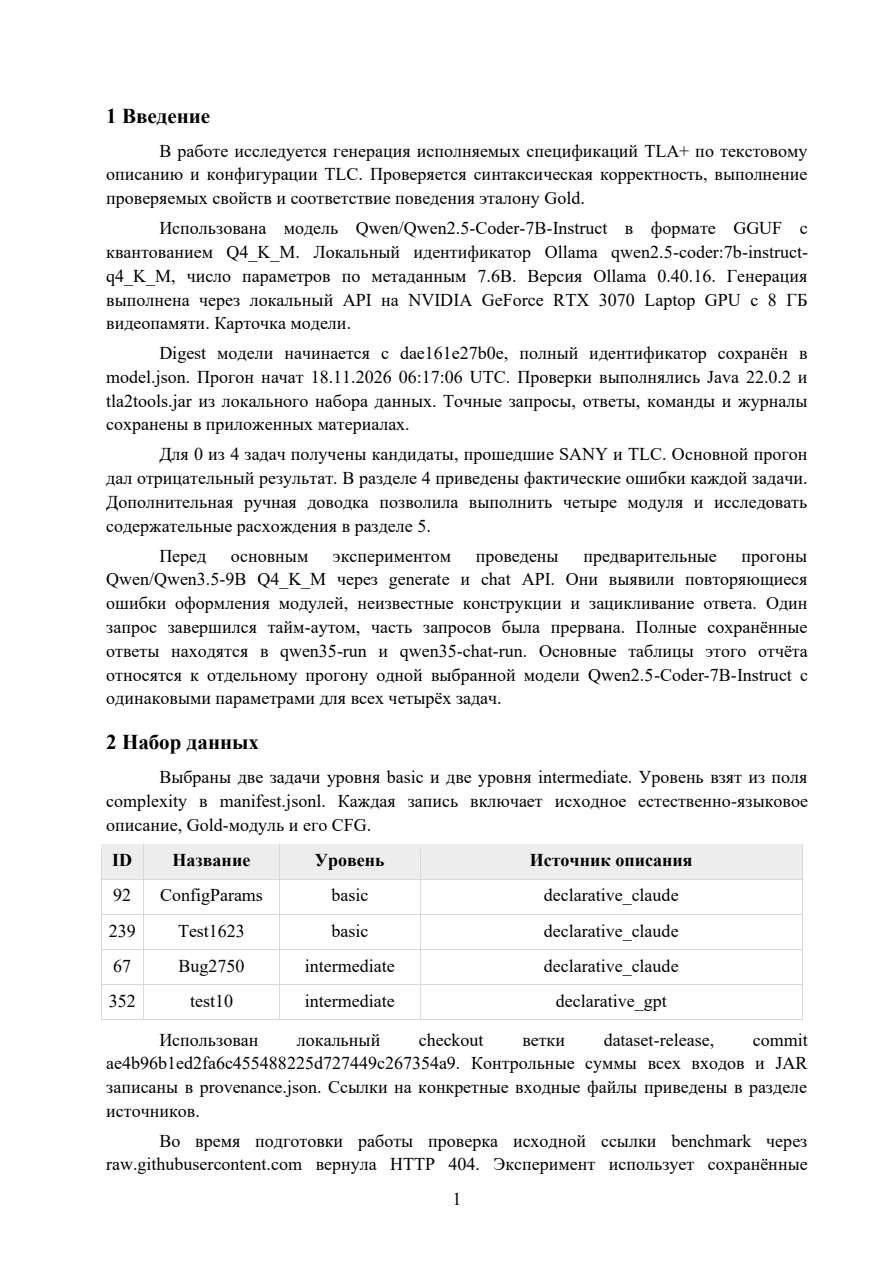 1 Введение
В работе исследуется генерация исполняемых спецификаций TLA+ по текстовому
описанию и конфигурации TLC. Проверяется синтаксическая корректность, выполнение
проверяемых свойств и соответствие поведения эталону Gold.
Использована модель Qwen/Qwen2.5-Coder-7B-Instruct в формате GGUF с
квантованием Q4_K_M. Локальный идентификатор Ollama qwen2.5-coder:7b-instruct-
q4_K_M, число параметров по метаданным 7.6B. Версия Ollama 0.40.16. Генерация
выполнена через локальный API на NVIDIA GeForce RTX 3070 Laptop GPU с 8 ГБ
видеопамяти. Карточка модели.
Digest модели начинается с dae161e27b0e, полный идентификатор сохранён в
model.json. Прогон начат 18.11.2026 06:17:06 UTC. Проверки выполнялись Java 22.0.2 и
tla2tools.jar из локального набора данных. Точные запросы, ответы, команды и журналы
сохранены в приложенных материалах.
Для 0 из 4 задач получены кандидаты, прошедшие SANY и TLC. Основной прогон
дал отрицательный результат. В разделе 4 приведены фактические ошибки каждой задачи.
Дополнительная ручная доводка позволила выполнить четыре модуля и исследовать
содержательные расхождения в разделе 5.
Перед основным экспериментом проведены предварительные прогоны
Qwen/Qwen3.5-9B Q4_K_M через generate и chat API. Они выявили повторяющиеся
ошибки оформления модулей, неизвестные конструкции и зацикливание ответа. Один
запрос завершился тайм-аутом, часть запросов была прервана. Полные сохранённые
ответы находятся в qwen35-run и qwen35-chat-run. Основные таблицы этого отчёта
относятся к отдельному прогону одной выбранной модели Qwen2.5-Coder-7B-Instruct с
одинаковыми параметрами для всех четырёх задач.
2 Набор данных
Выбраны две задачи уровня basic и две уровня intermediate. Уровень взят из поля
complexity в manifest.jsonl. Каждая запись включает исходное естественно-языковое
описание, Gold-модуль и его CFG.
ID Название Уровень Источник описания
92 ConfigParams basic declarative_claude
239 Test1623 basic declarative_claude
67 Bug2750 intermediate declarative_claude
352 test10 intermediate declarative_gpt
Использован локальный checkout ветки dataset-release, commit
ae4b96b1ed2fa6c455488225d727449c267354a9. Контрольные суммы всех входов и JAR
записаны в provenance.json. Ссылки на конкретные входные файлы приведены в разделе
источников.
Во время подготовки работы проверка исходной ссылки benchmark через
raw.githubusercontent.com вернула HTTP 404. Эксперимент использует сохранённые
1